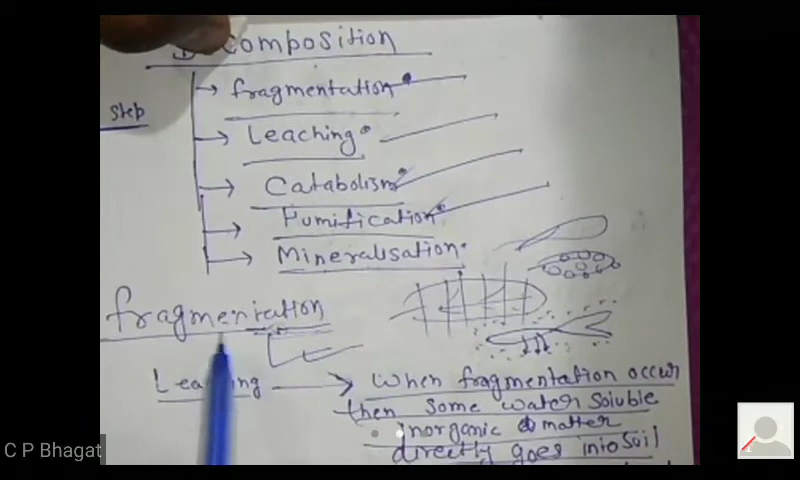 Composition
Step
fragmentation
Leaching
Catabolism
Humification
Mineralisation
fragmentation
Leaching
When fragmentation occur
then some water soluble
inorganic matter
directly goes into soil
C P Bhagat